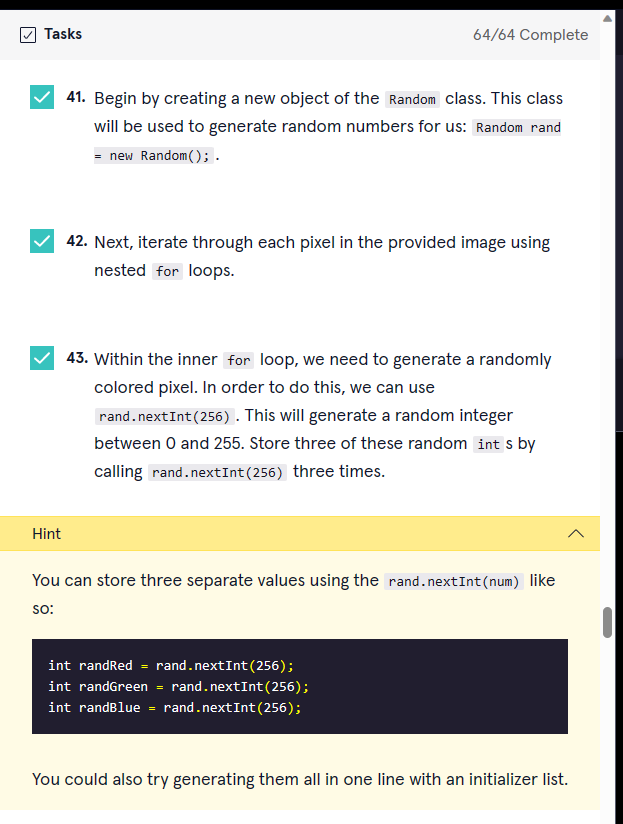 Tasks
64/64 Complete
41. Begin by creating a new object of the Random class. This class
will be used to generate random numbers for us: Random rand
= new Random(); .
42. Next, iterate through each pixel in the provided image using
nested for loops.
43. Within the inner for loop, we need to generate a randomly
colored pixel. In order to do this, we can use
rand.nextInt(256) . This will generate a random integer
between 0 and 255. Store three of these random int s by
calling rand.nextInt(256) three times.
Hint
You can store three separate values using the rand.nextInt(num) like
so:
int randRed = rand.nextInt(256);
int randGreen = rand.nextInt(256);
int randBlue = rand.nextInt(256);
You could also try generating them all in one line with an initializer list.